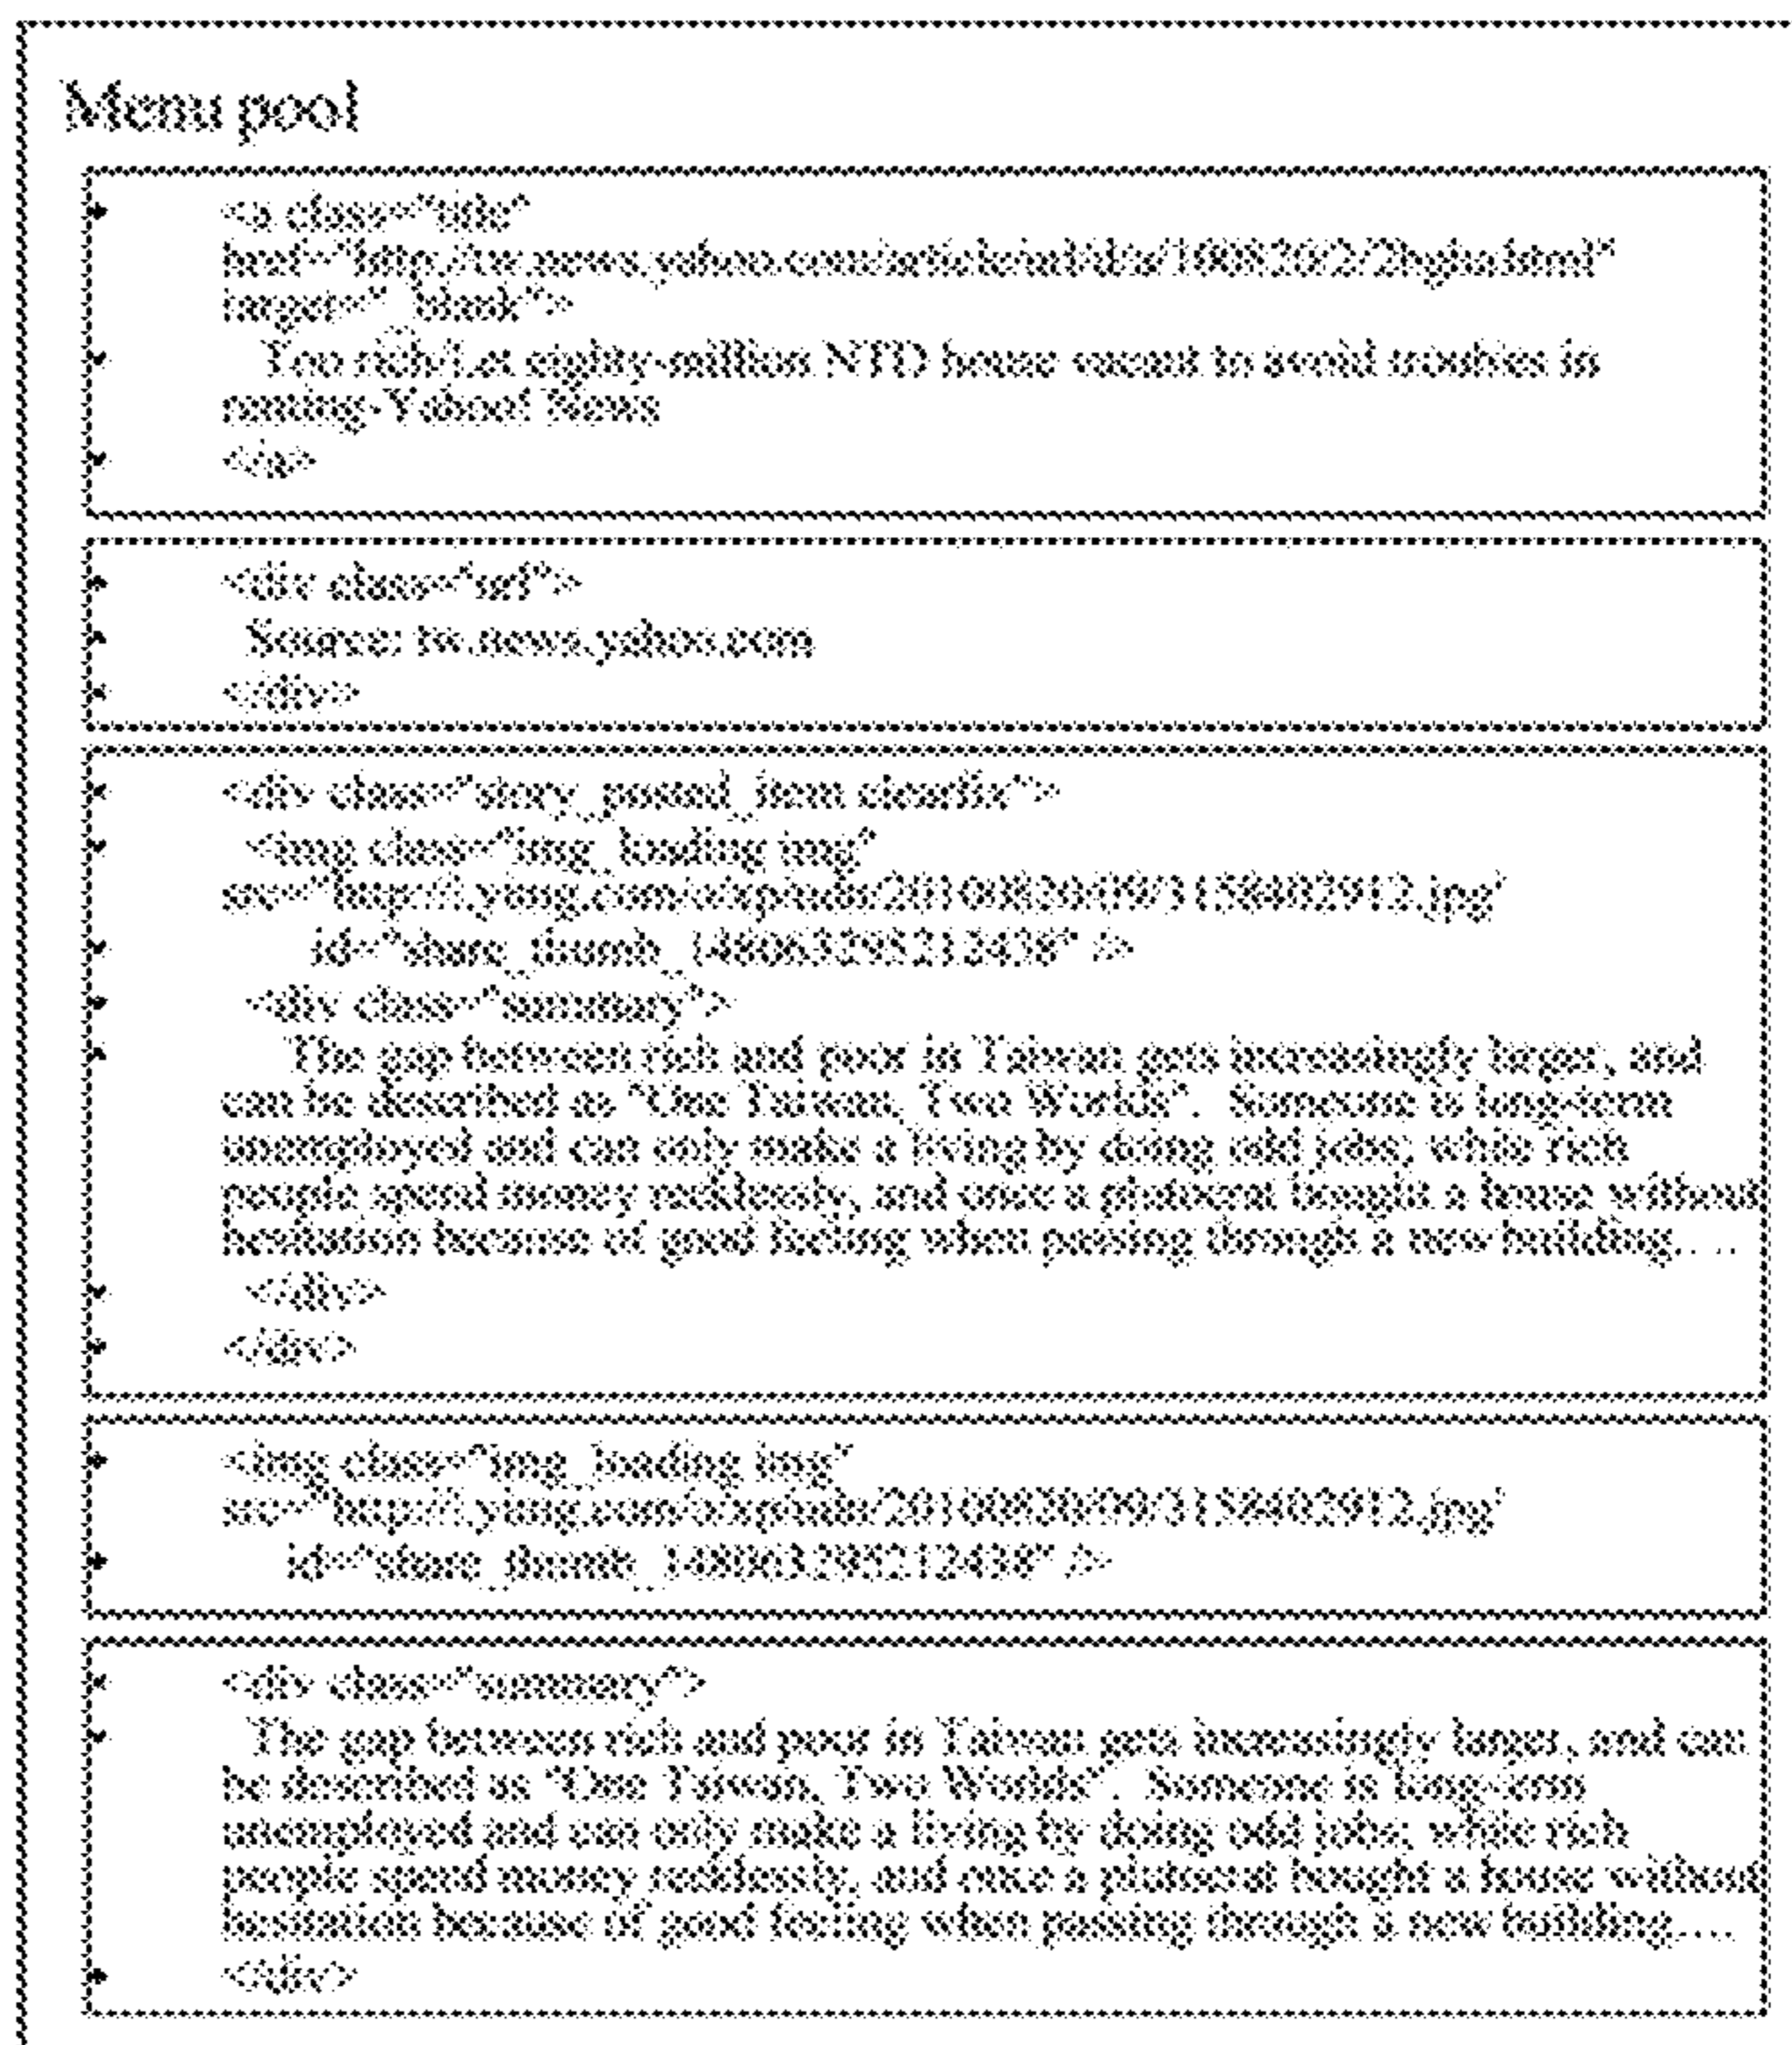 Menu pool
<a class="title"
href="http://tw.news.yahoo.com/article/url/d/a/
target="_blank">
Too rich/Let eighty-million NTD house vacant to avoid troubles in
renting-Yahoo! News
</a>
<div class="url">
Source: tw.news.yahoo.com
</div>
<div class="story_posted_item clearfix">
<img class="img_loading img"
id="share_thumb_ />
<div class="summary">
The gap between rich and poor in Taiwan gets increasingly larger, and
can be described as "One Taiwan, Two Worlds". Someone is long-term
unemployed and can only make a living by doing odd jobs; while rich
people spend money recklessly, and once a plutocrat bought a house without
hesitation because of good feeling when passing through a new building....
</div>
</div>
<img class="img_loading img"
id="share_thumb_ />
<div class="summary">
The gap between rich and poor in Taiwan gets increasingly larger, and can
be described as "One Taiwan, Two Worlds". Someone is long-term
unemployed and can only make a living by doing odd jobs; while rich
people spend money recklessly, and once a plutocrat bought a house without
hesitation because of good feeling when passing through a new building....
</div>